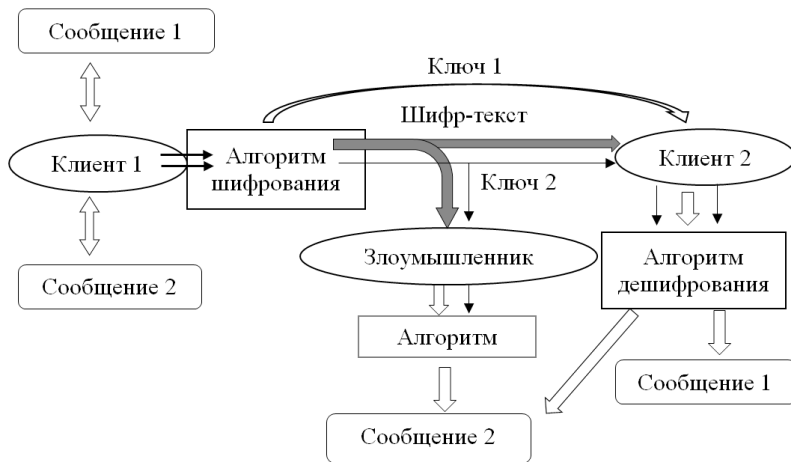 Сообщение 1
Ключ 1
Шифр-текст
Клиент 1
Алгоритм
шифрования
Клиент 2
Ключ 2
Сообщение 2
Злоумышленник
Алгоритм
дешифрования
Алгоритм
Сообщение 1
Сообщение 2